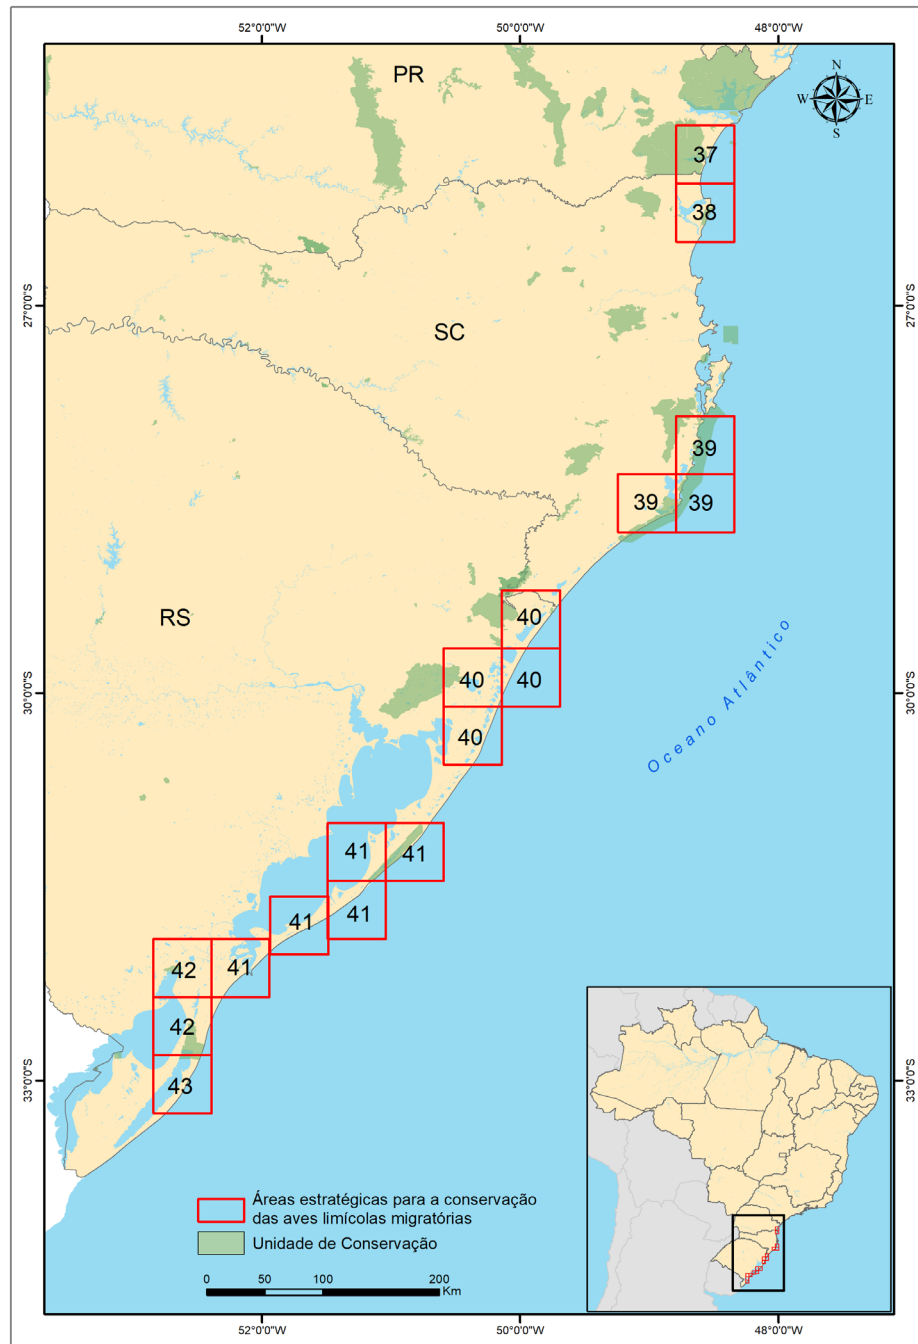 52°0'0"W
50°0'0"W
48°0'0"W
PR
N
W
E
S
37
38
27°0'0"S
27°0'0"S
SC
39
39
39
RS
40
40
40
30°0'0"S
30°0'0"S
40
Oceano Atlântico
41
41
41
41
42
41
42
43
33°0'0"S
33°0'0"S
Áreas estratégicas para a conservação
das aves limícolas migratórias
Unidade de Conservação
0 50 100 200
Km
52°0'0"W
50°0'0"W
48°0'0"W